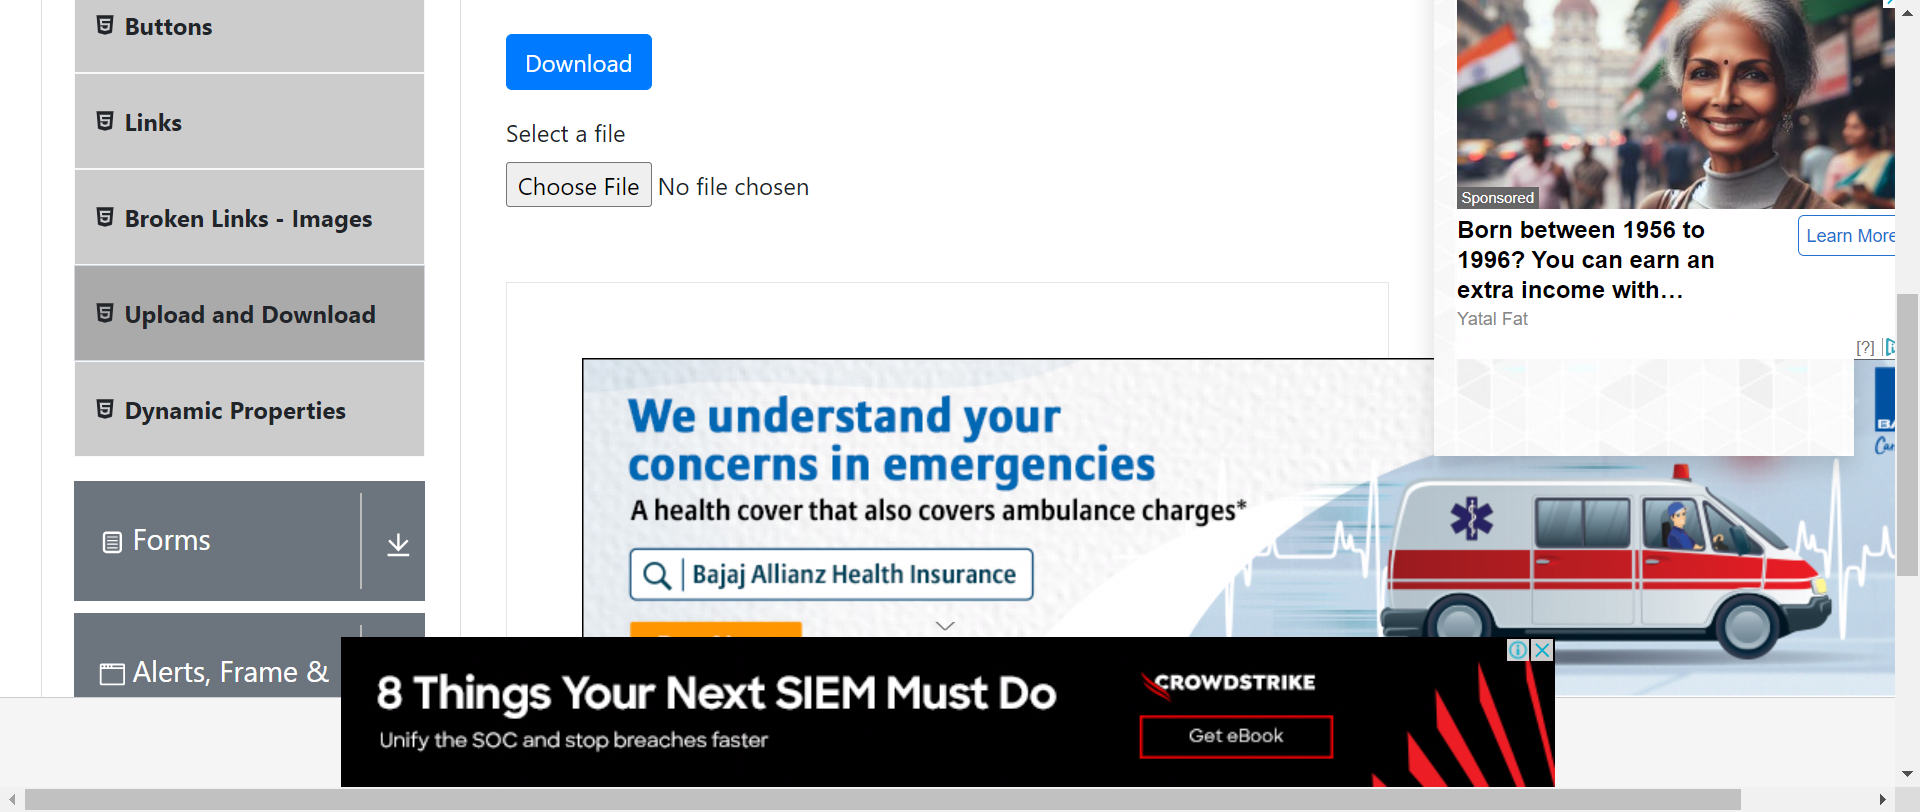 Buttons
Links
Broken Links - Images
Upload and Download
Dynamic Properties
Forms
Alerts, Frame &
Download
Select a file
Choose File No file chosen
We understand your
concerns in emergencies
A health cover that also covers ambulance charges*
Bajaj Allianz Health Insurance
Sponsored
Born between 1956 to
1996? You can earn an
extra income with…
Learn More
Yatal Fat
[?]
8 Things Your Next SIEM Must Do
Unify the SOC and stop breaches faster
CROWDSTRIKE
Get eBook